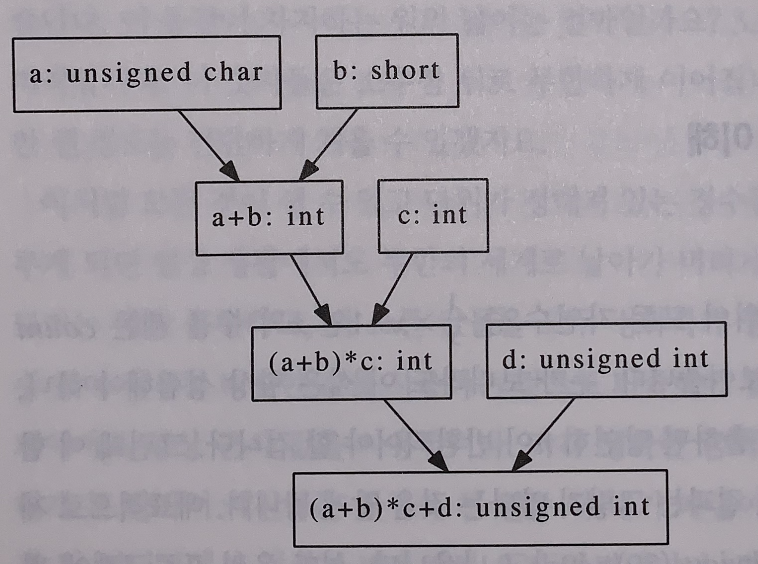 a: unsigned char
b: short
a+b: int
c: int
(a+b)*c: int
d: unsigned int
(a+b)*c+d: unsigned int